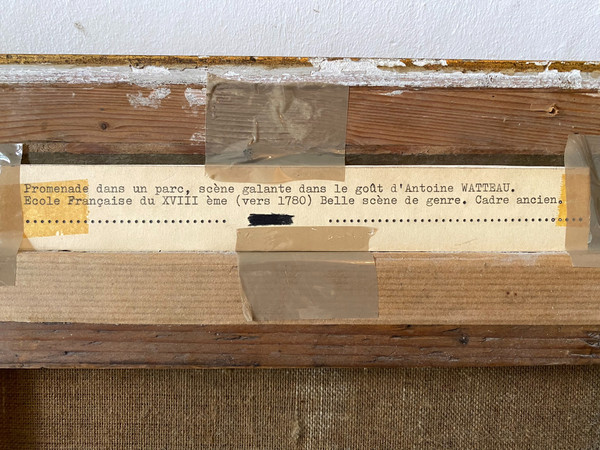 Promenade dans un parc, scène galante dans le goût d'Antoine WATTEAU.
Ecole Française du XVIII ème (vers 1780) Belle scène de genre. Cadre ancien.